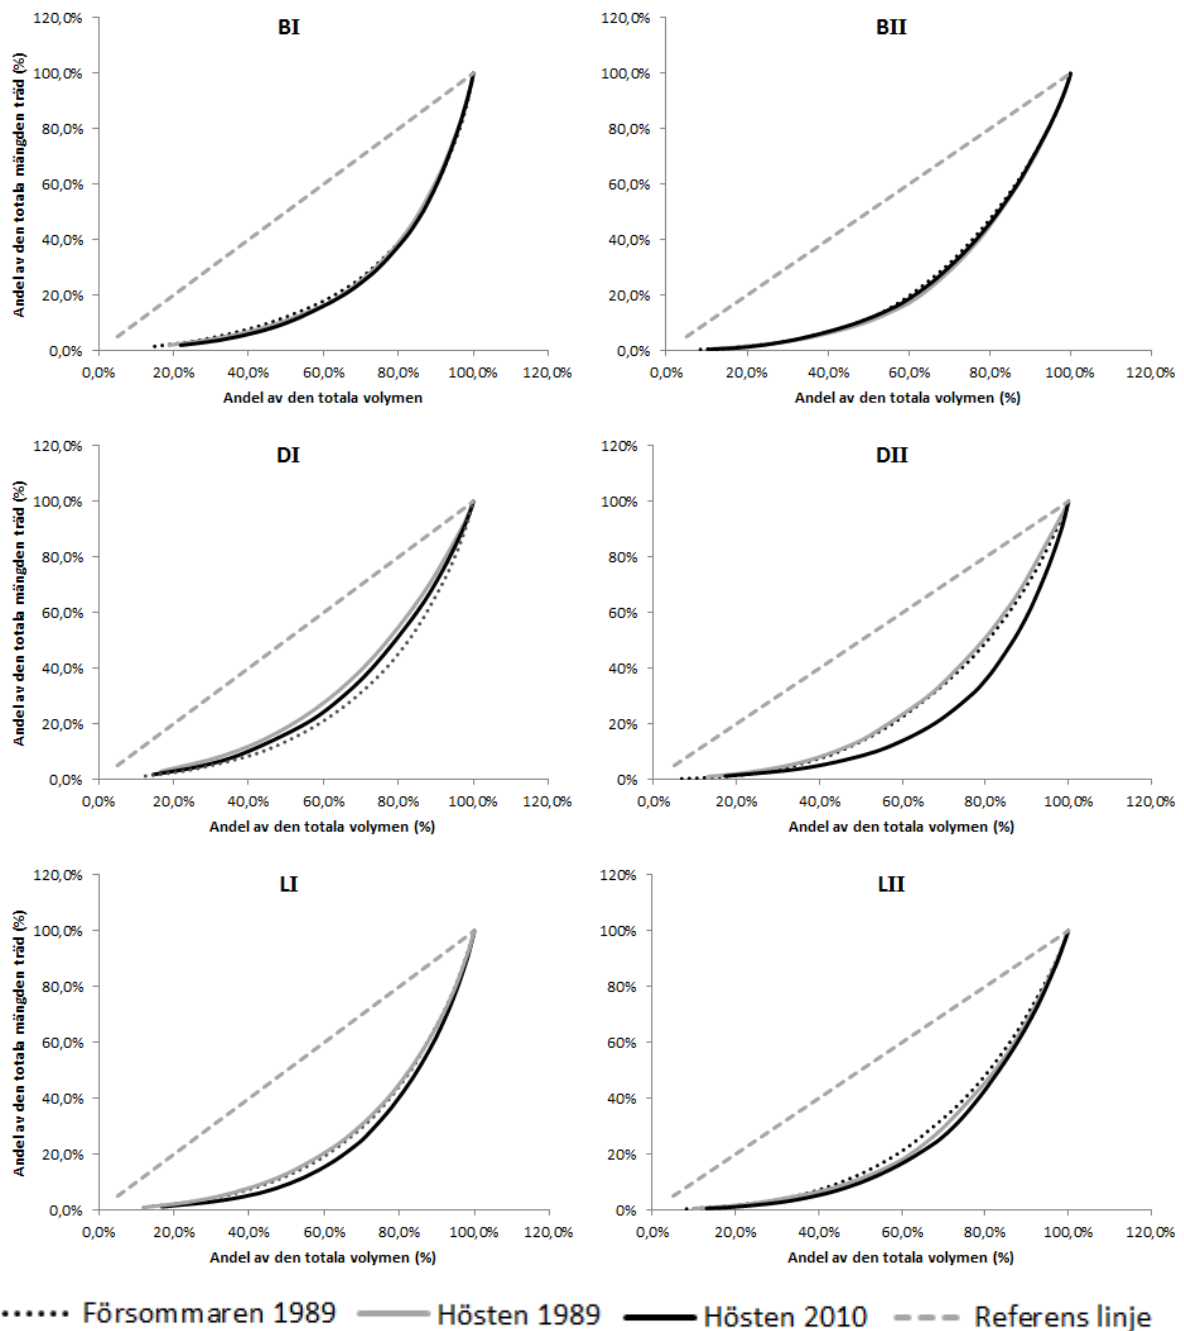 BI
Andel av den totala mängden träd (%)
120,0%
100,0%
80,0%
60,0%
40,0%
20,0%
0,0%
0,0% 20,0% 40,0% 60,0% 80,0% 100,0% 120,0%
Andel av den totala volymen
BII
120,0%
100,0%
80,0%
60,0%
40,0%
20,0%
0,0%
0,0% 20,0% 40,0% 60,0% 80,0% 100,0% 120,0%
Andel av den totala volymen (%)
DI
Andel av den totala mängden träd (%)
120,0%
100,0%
80,0%
60,0%
40,0%
20,0%
0,0%
0,0% 20,0% 40,0% 60,0% 80,0% 100,0% 120,0%
Andel av den totala volymen (%)
DII
120%
100%
80%
60%
40%
20%
0%
0,0% 20,0% 40,0% 60,0% 80,0% 100,0% 120,0%
Andel av den totala volymen (%)
LI
Andel av den totala mängden träd (%)
120,0%
100,0%
80,0%
60,0%
40,0%
20,0%
0,0%
0,0% 20,0% 40,0% 60,0% 80,0% 100,0% 120,0%
Andel av den totala volymen (%)
LII
120%
100%
80%
60%
40%
20%
0%
0,0% 20,0% 40,0% 60,0% 80,0% 100,0% 120,0%
Andel av den totala volymen (%)
Försommaren 1989 Hösten 1989 Hösten 2010 Referens linje